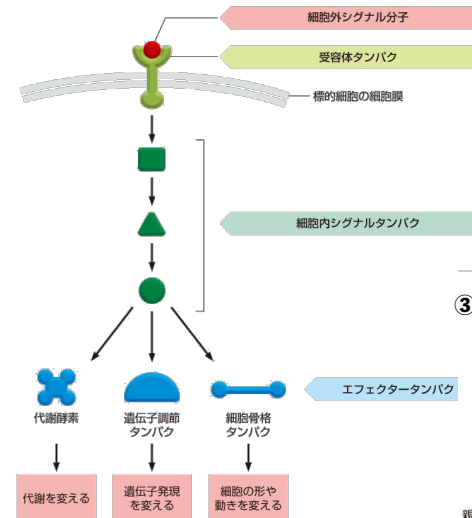 細胞外シグナル分子
受容体タンパク
標的細胞の細胞膜
細胞内シグナルタンパク
③
エフェクタータンパク
代謝酵素
遺伝子調節
タンパク
細胞骨格
タンパク
代謝を変える
遺伝子発現
を変える
細胞の形や
動きを変える
親